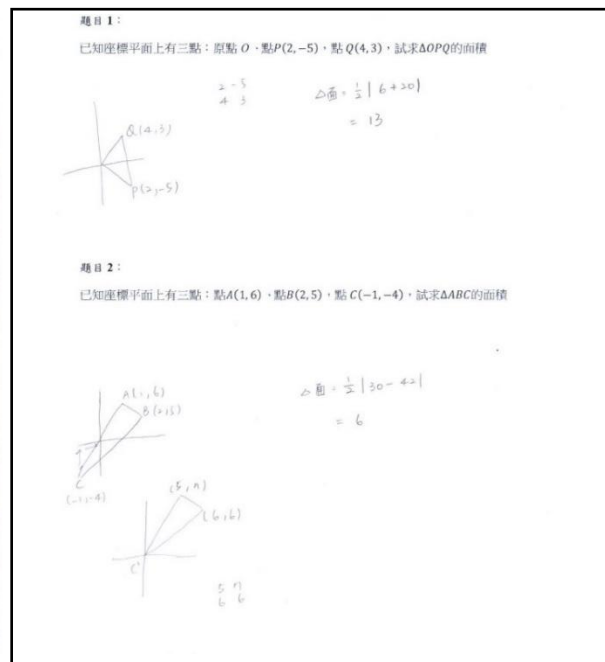 題目 1：
已知座標平面上有三點：原點 O，點P(2,−5)，點 Q(4,3)，試求ΔOPQ的面積
2 -5
4 3
△面 = 1/2 | 6+20 |
= 13
Q(4,3)
P(2,-5)
題目 2：
已知座標平面上有三點：點A(1,6)，點B(2,5)，點 C(−1,−4)，試求ΔABC的面積
△面 = 1/2 | 30 - 42 |
= 6
A(1,6)
B(2,5)
C
(-1,-4)
(5,7)
(6,6)
C'
5 7
6 6